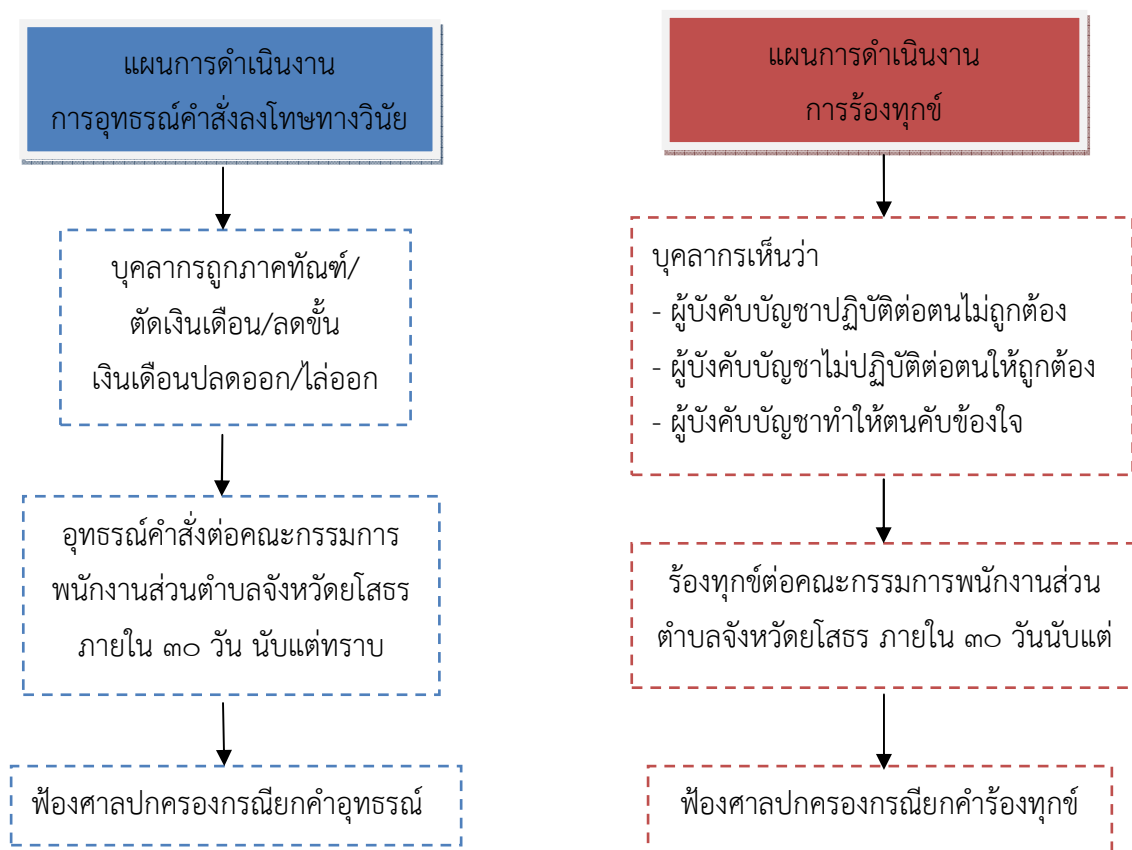 แผนการดำเนินงาน
การอุทธรณ์คำสั่งลงโทษทางวินัย
บุคลากรถูกภาคทัณฑ์/
ตัดเงินเดือน/ลดขั้น
เงินเดือนปลดออก/ไล่ออก
อุทธรณ์คำสั่งต่อคณะกรรมการ
พนักงานส่วนตำบลจังหวัดยโสธร
ภายใน ๓๐ วัน นับแต่ทราบ
ฟ้องศาลปกครองกรณียกคำอุทธรณ์
แผนการดำเนินงาน
การร้องทุกข์
บุคลากรเห็นว่า
- ผู้บังคับบัญชาปฏิบัติต่อตนไม่ถูกต้อง
- ผู้บังคับบัญชาไม่ปฏิบัติต่อตนให้ถูกต้อง
- ผู้บังคับบัญชาทำให้ตนคับข้องใจ
ร้องทุกข์ต่อคณะกรรมการพนักงานส่วน
ตำบลจังหวัดยโสธร ภายใน ๓๐ วันนับแต่
ฟ้องศาลปกครองกรณียกคำร้องทุกข์